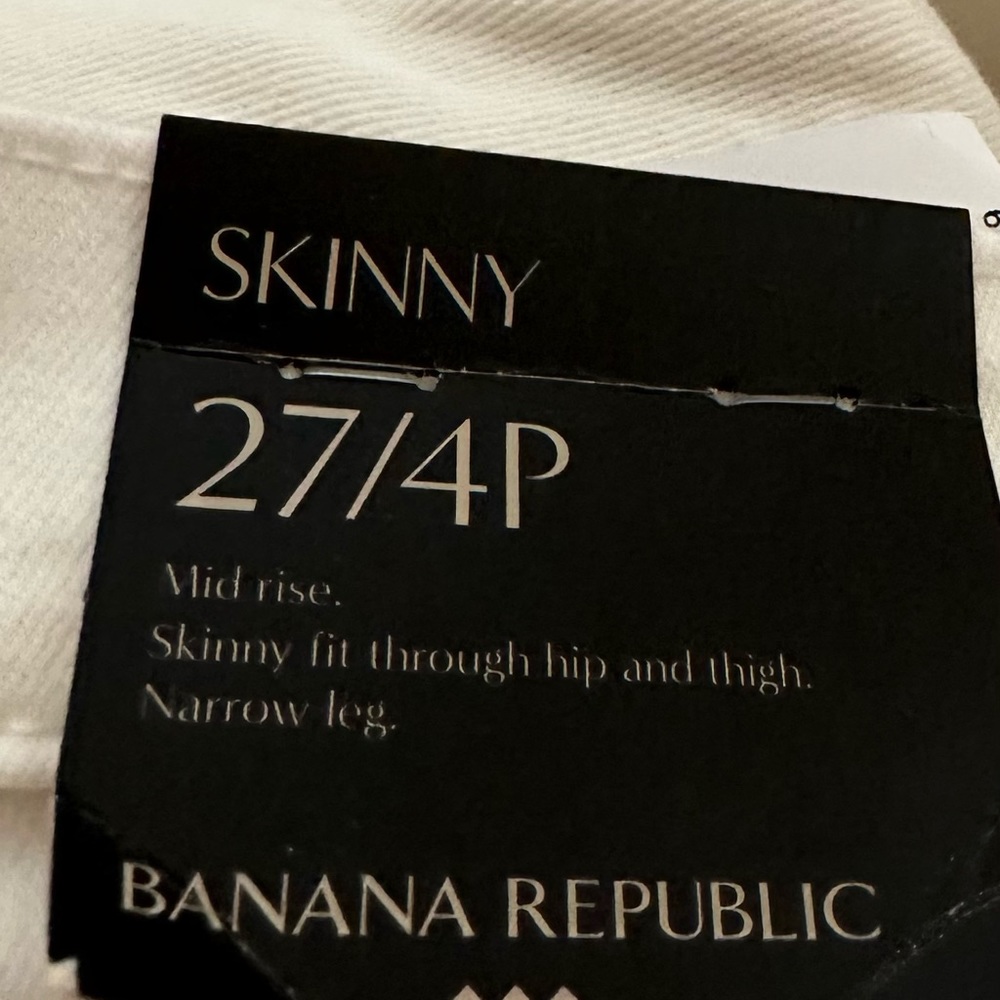 SKINNY
27/4P
Mid rise.
Skinny fit through hip and thigh.
Narrow leg.
BANANA REPUBLIC